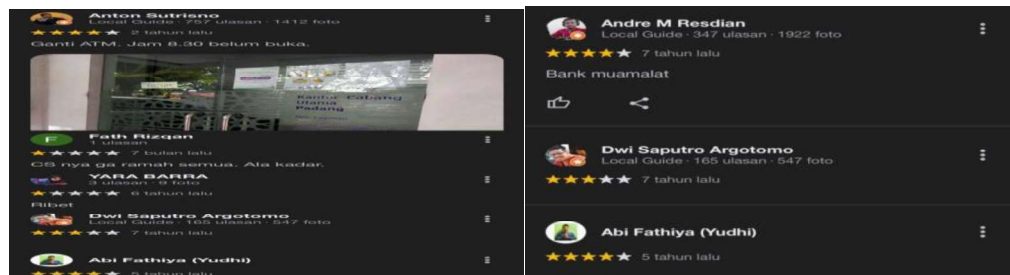 Anton Sutrisno
Local Guide · 757 ulasan · 1412 foto
2 tahun lalu
Ganti ATM. Jam 8.30 belum buka.
Kantor Cabang
Utama
Padang
F
Fath Rizqan
1 ulasan
7 bulan lalu
CS nya ga ramah semua. Ala kadar.
YARA BARRA
3 ulasan · 9 foto
6 tahun lalu
Ribet
Dwi Saputro Argotomo
Local Guide · 165 ulasan · 547 foto
7 tahun lalu
Abi Fathiya (Yudhi)
5 tahun lalu
Andre M Resdian
Local Guide · 347 ulasan · 1922 foto
7 tahun lalu
Bank muamalat
Dwi Saputro Argotomo
Local Guide · 165 ulasan · 547 foto
7 tahun lalu
Abi Fathiya (Yudhi)
5 tahun lalu